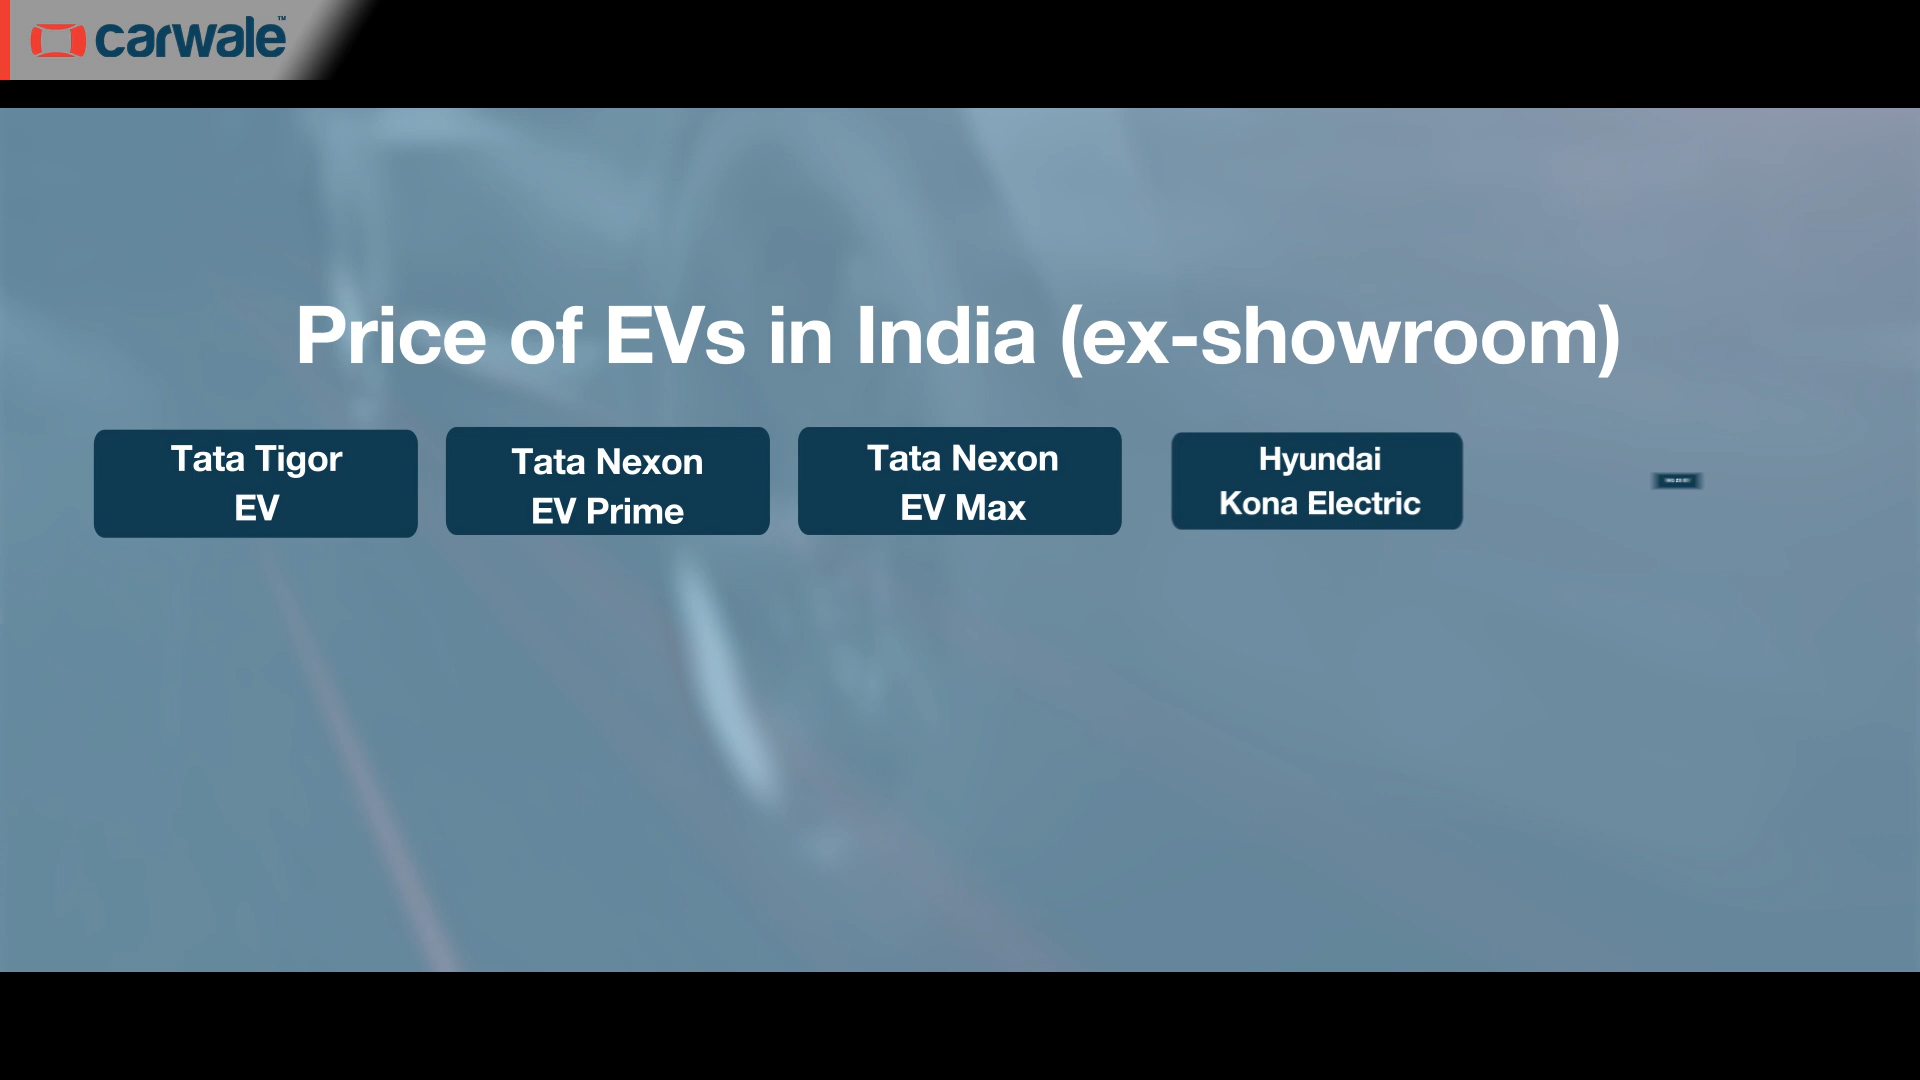 carwale™
Price of EVs in India (ex-showroom)
Tata Tigor
EV
Tata Nexon
EV Prime
Tata Nexon
EV Max
Hyundai
Kona Electric